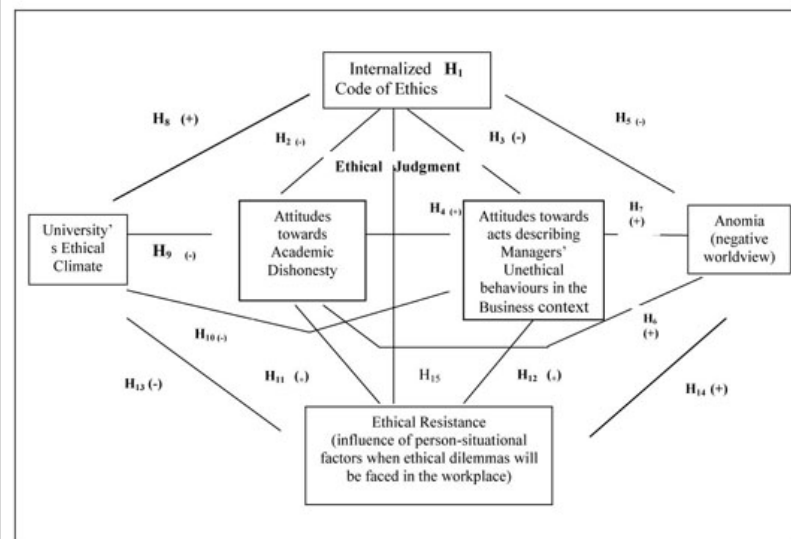 Internalized H1
Code of Ethics
H8 (+)
H2 (-)
H3 (-)
H5 (-)
Ethical Judgment
University'
s Ethical
Climate
H9 (-)
Attitudes
towards
Academic
Dishonesty
H4 (+)
Attitudes towards
acts describing
Managers'
Unethical
behaviours in the
Business context
H7
(+)
Anomia
(negative
worldview)
H10 (-)
H6
(+)
H13 (-)
H11 (-)
H15
H12 (-)
H14 (+)
Ethical Resistance
(influence of person-situational
factors when ethical dilemmas will
be faced in the workplace)